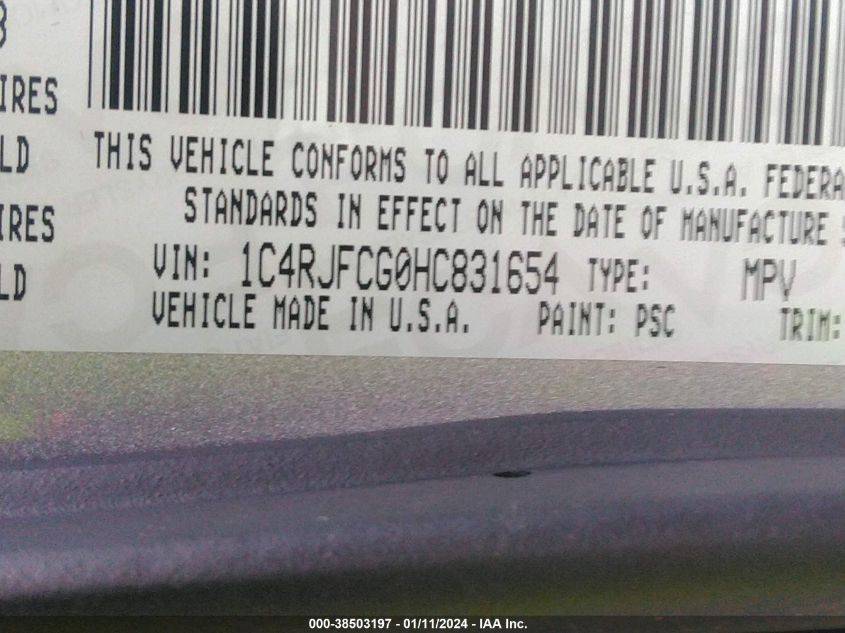 IRES
LD
IRES
LD
THIS VEHICLE CONFORMS TO ALL APPLICABLE U.S.A. FEDERA
STANDARDS IN EFFECT ON THE DATE OF MANUFACTURE S
VIN: 1C4RJFCG0HC831654 TYPE: MPV
VEHICLE MADE IN U.S.A. PAINT: PSC TRIM:
000-38503197 - 01/11/2024 - IAA Inc.